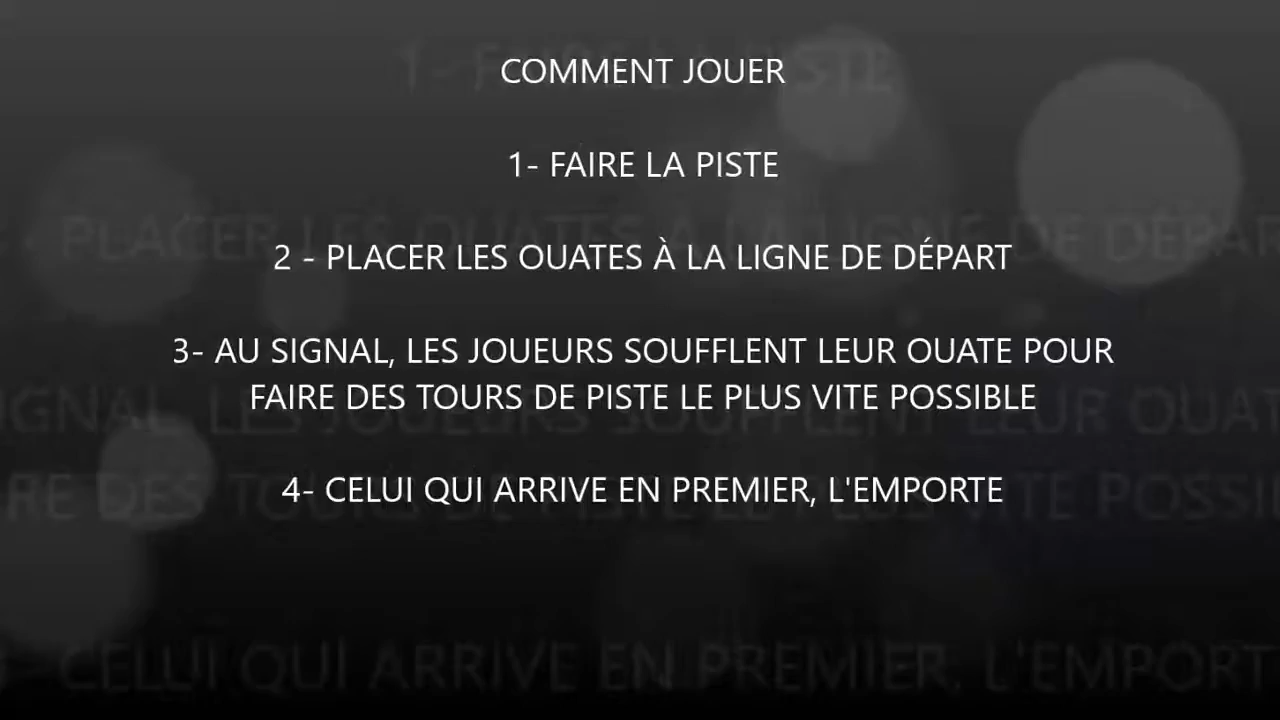 COMMENT JOUER
1- FAIRE LA PISTE
2 - PLACER LES OUATES À LA LIGNE DE DÉPART
3- AU SIGNAL, LES JOUEURS SOUFFLENT LEUR OUATE POUR
FAIRE DES TOURS DE PISTE LE PLUS VITE POSSIBLE
4- CELUI QUI ARRIVE EN PREMIER, L'EMPORTE